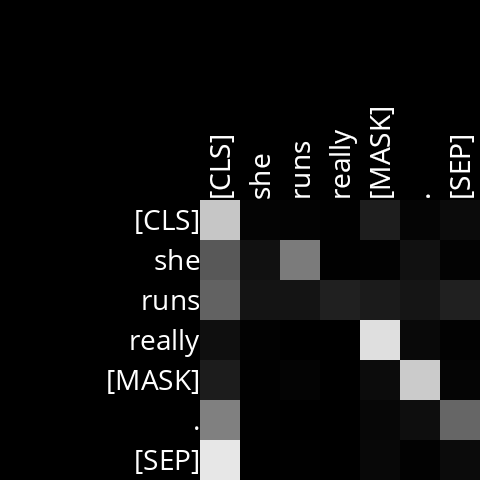 [CLS] she runs really [MASK] . [SEP]
[CLS]
she
runs
really
[MASK]
.
[SEP]